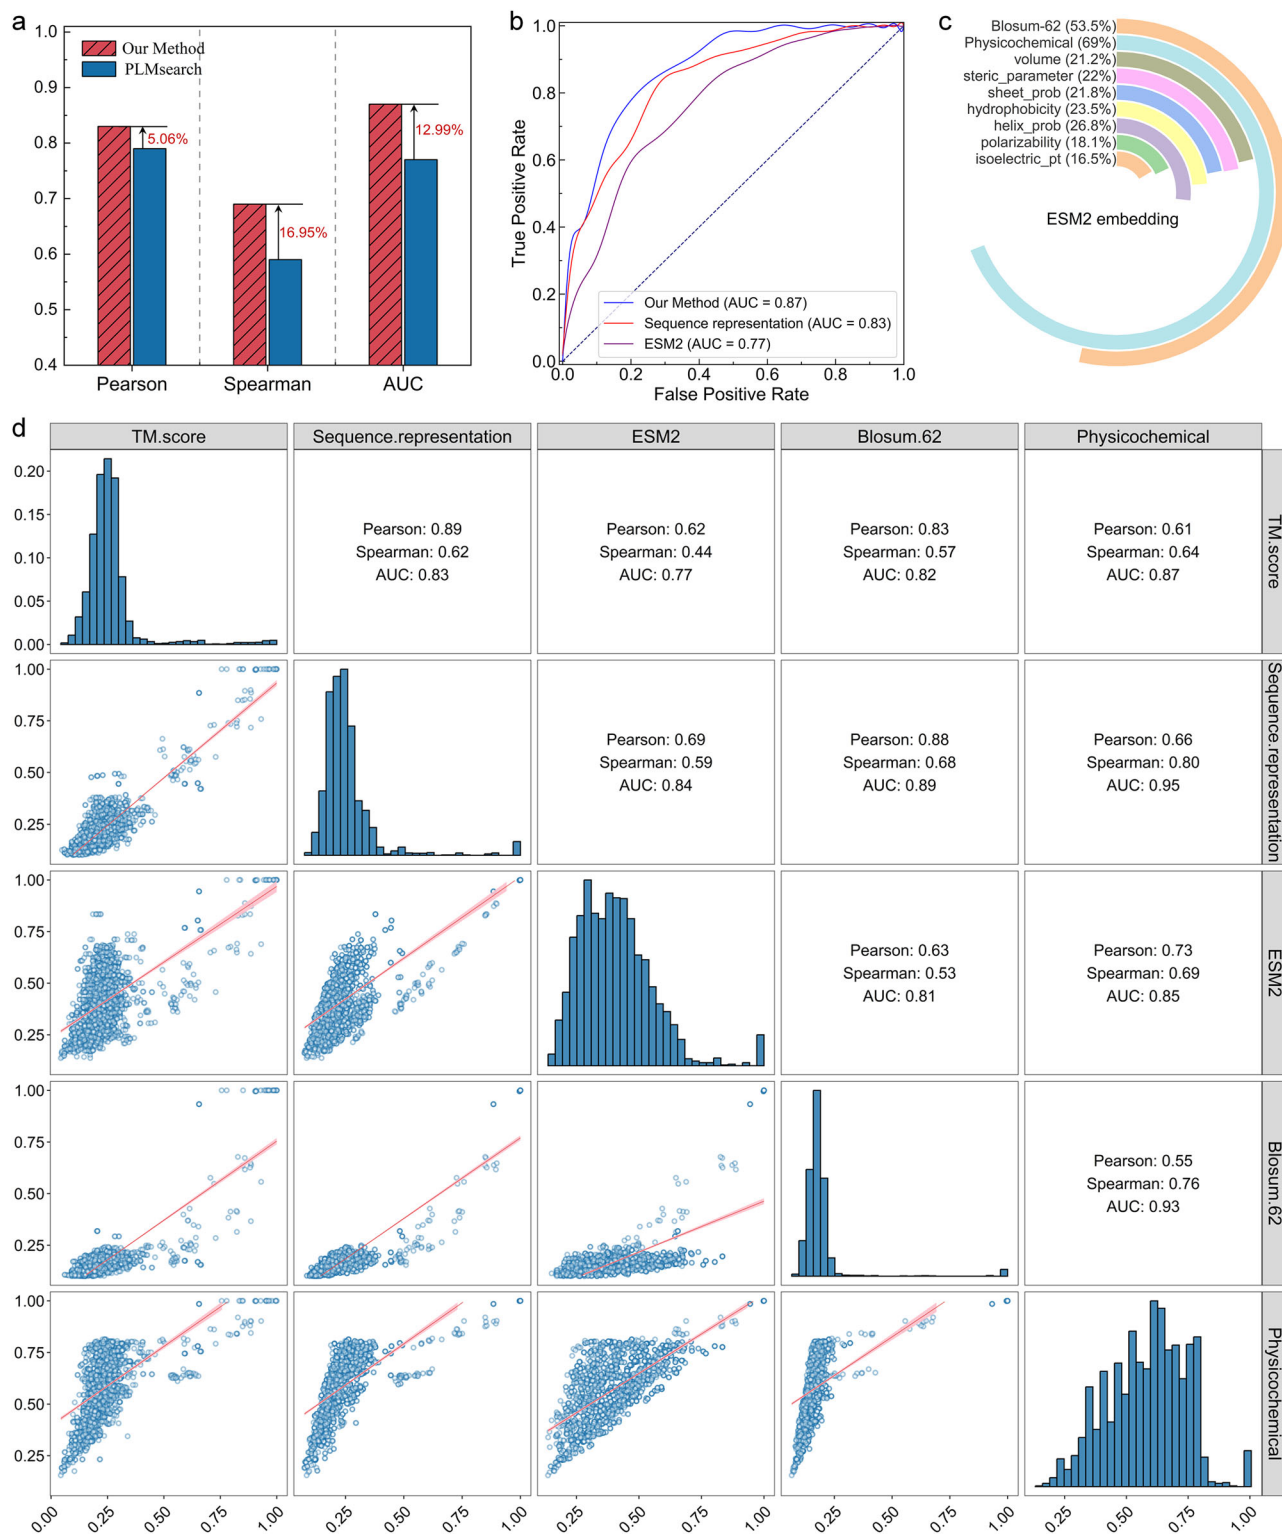 a
1.0
0.9
0.8
0.7
0.6
0.5
0.4
Our Method
PLMsearch
5.06%
16.95%
12.99%
Pearson
Spearman
AUC
b
True Positive Rate
1.0
0.8
0.6
0.4
0.2
0.0
Our Method (AUC = 0.87)
Sequence representation (AUC = 0.83)
ESM2 (AUC = 0.77)
0.0
0.2
0.4
0.6
0.8
1.0
False Positive Rate
c
Blosum-62 (53.5%)
Physicochemical (69%)
volume (21.2%)
steric_parameter (22%)
sheet_prob (21.8%)
hydrophobicity (23.5%)
helix_prob (26.8%)
polarizability (18.1%)
isoelectric_pt (16.5%)
ESM2 embedding
d
TM.score
Sequence.representation
ESM2
Blosum.62
Physicochemical
0.20
0.15
0.10
0.05
0.00
Pearson: 0.89
Spearman: 0.62
AUC: 0.83
Pearson: 0.62
Spearman: 0.44
AUC: 0.77
Pearson: 0.83
Spearman: 0.57
AUC: 0.82
Pearson: 0.61
Spearman: 0.64
AUC: 0.87
TM.score
1.00
0.75
0.50
0.25
Pearson: 0.69
Spearman: 0.59
AUC: 0.84
Pearson: 0.88
Spearman: 0.68
AUC: 0.89
Pearson: 0.66
Spearman: 0.80
AUC: 0.95
Sequence.representation
1.00
0.75
0.50
0.25
Pearson: 0.63
Spearman: 0.53
AUC: 0.81
Pearson: 0.73
Spearman: 0.69
AUC: 0.85
ESM2
1.00
0.75
0.50
0.25
Pearson: 0.55
Spearman: 0.76
AUC: 0.93
Blosum.62
1.00
0.75
0.50
0.25
Physicochemical
0.00
0.25
0.50
0.75
1.00
0.25
0.50
0.75
1.00
0.25
0.50
0.75
1.00
0.25
0.50
0.75
1.00
0.25
0.50
0.75
1.00